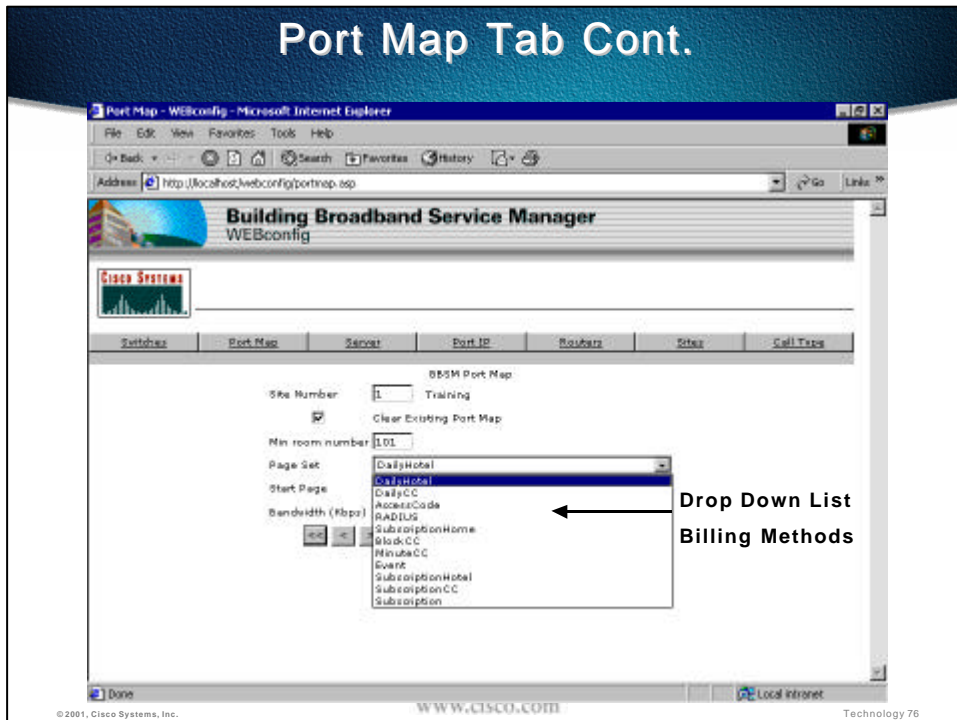 Port Map Tab Cont.
Port Map - WEBconfig - Microsoft Internet Explorer
File Edit View Favorites Tools Help
Back Search Favorites History
Address http://localhost/webconfig/portmap.asp Go Links »
Building Broadband Service Manager
WEBconfig
CISCO SYSTEMS
Switches Port Map Server Port IP Routers Sites Call Type
BBSM Port Map
Site Number 1 Training
Clear Existing Port Map
Min room number 101
Page Set DailyHotel
Start Page
Bandwidth (Kbps)
DailyHotel
DailyCC
AccessCode
RADIUS
SubscriptionHome
BlockCC
MinuteCC
Event
SubscriptionHotel
SubscriptionCC
Subscription
<< < >
Drop Down List
Billing Methods
Done Local intranet
© 2001, Cisco Systems, Inc. www.cisco.com Technology 76